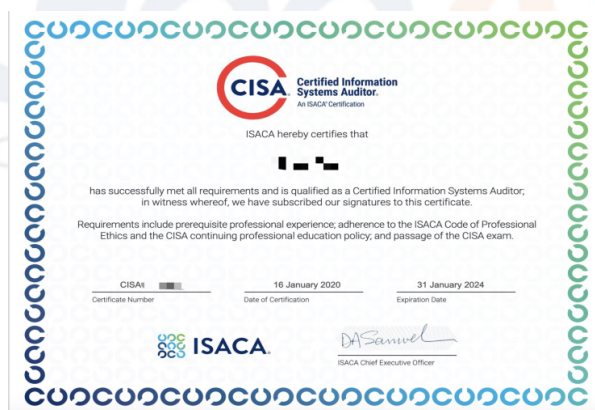 CISA® Certified Information
Systems Auditor®
An ISACA® Certification
ISACA hereby certifies that
has successfully met all requirements and is qualified as a Certified Information Systems Auditor;
in witness whereof, we have subscribed our signatures to this certificate.
Requirements include prerequisite professional experience; adherence to the ISACA Code of Professional
Ethics and the CISA continuing professional education policy; and passage of the CISA exam.
CISA 16 January 2020 31 January 2024
Certificate Number Date of Certification Expiration Date
ISACA®
ISACA Chief Executive Officer